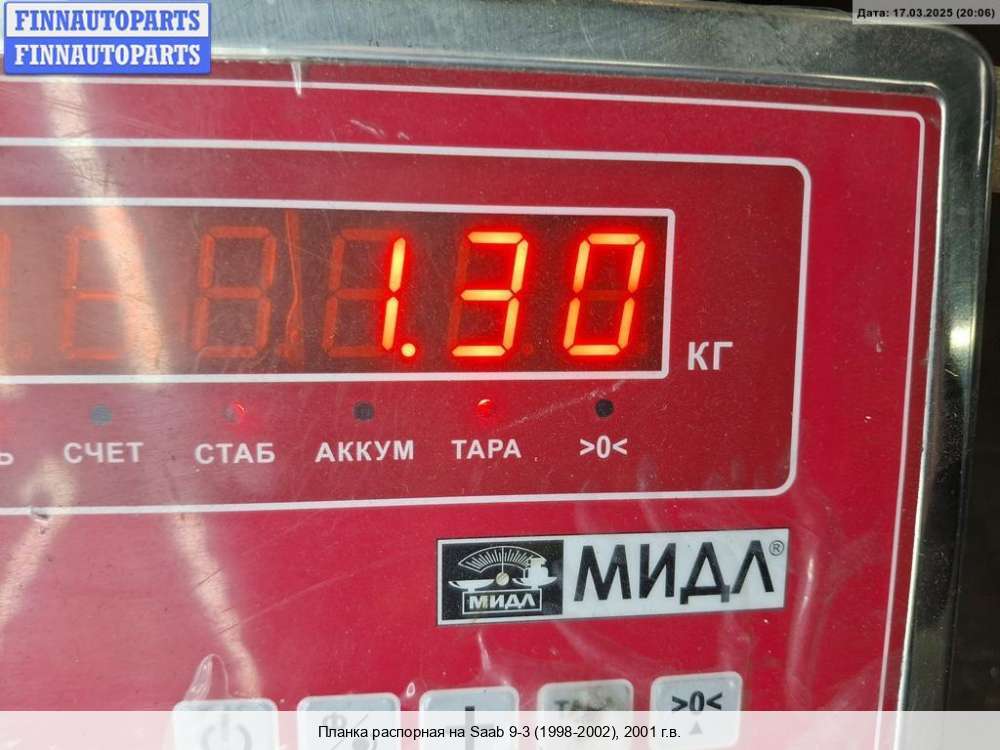 FINNAUTOPARTS
FINNAUTOPARTS
Дата: 17.03.2025 (20:06)
1.30
КГ
СЧЕТ СТАБ АККУМ ТАРА >0<
МИДЛ
МИДЛ®
>0<
Планка распорная на Saab 9-3 (1998-2002), 2001 г.в.